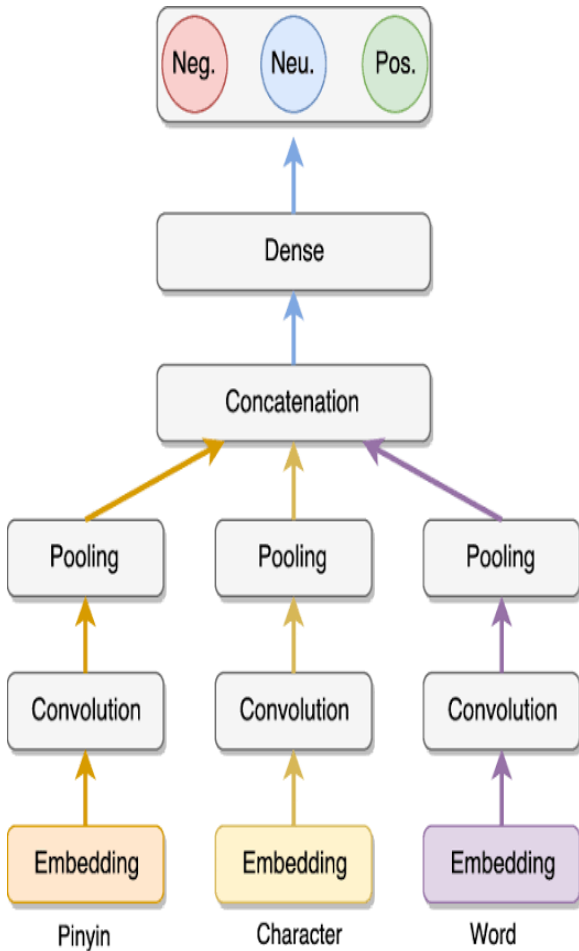 Neg. Neu. Pos.
Dense
Concatenation
Pooling Pooling Pooling
Convolution Convolution Convolution
Embedding Embedding Embedding
Pinyin Character Word